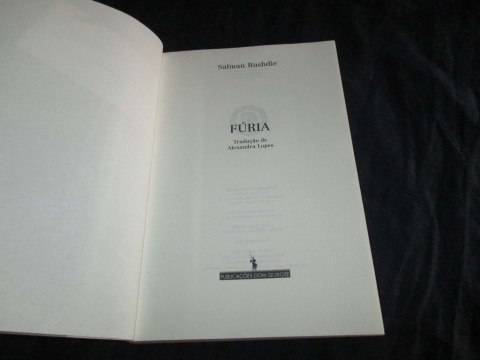 Salman Rushdie
FÚRIA
Tradução de
Alexandra Lopes
PUBLICAÇÕES DOM QUIXOTE